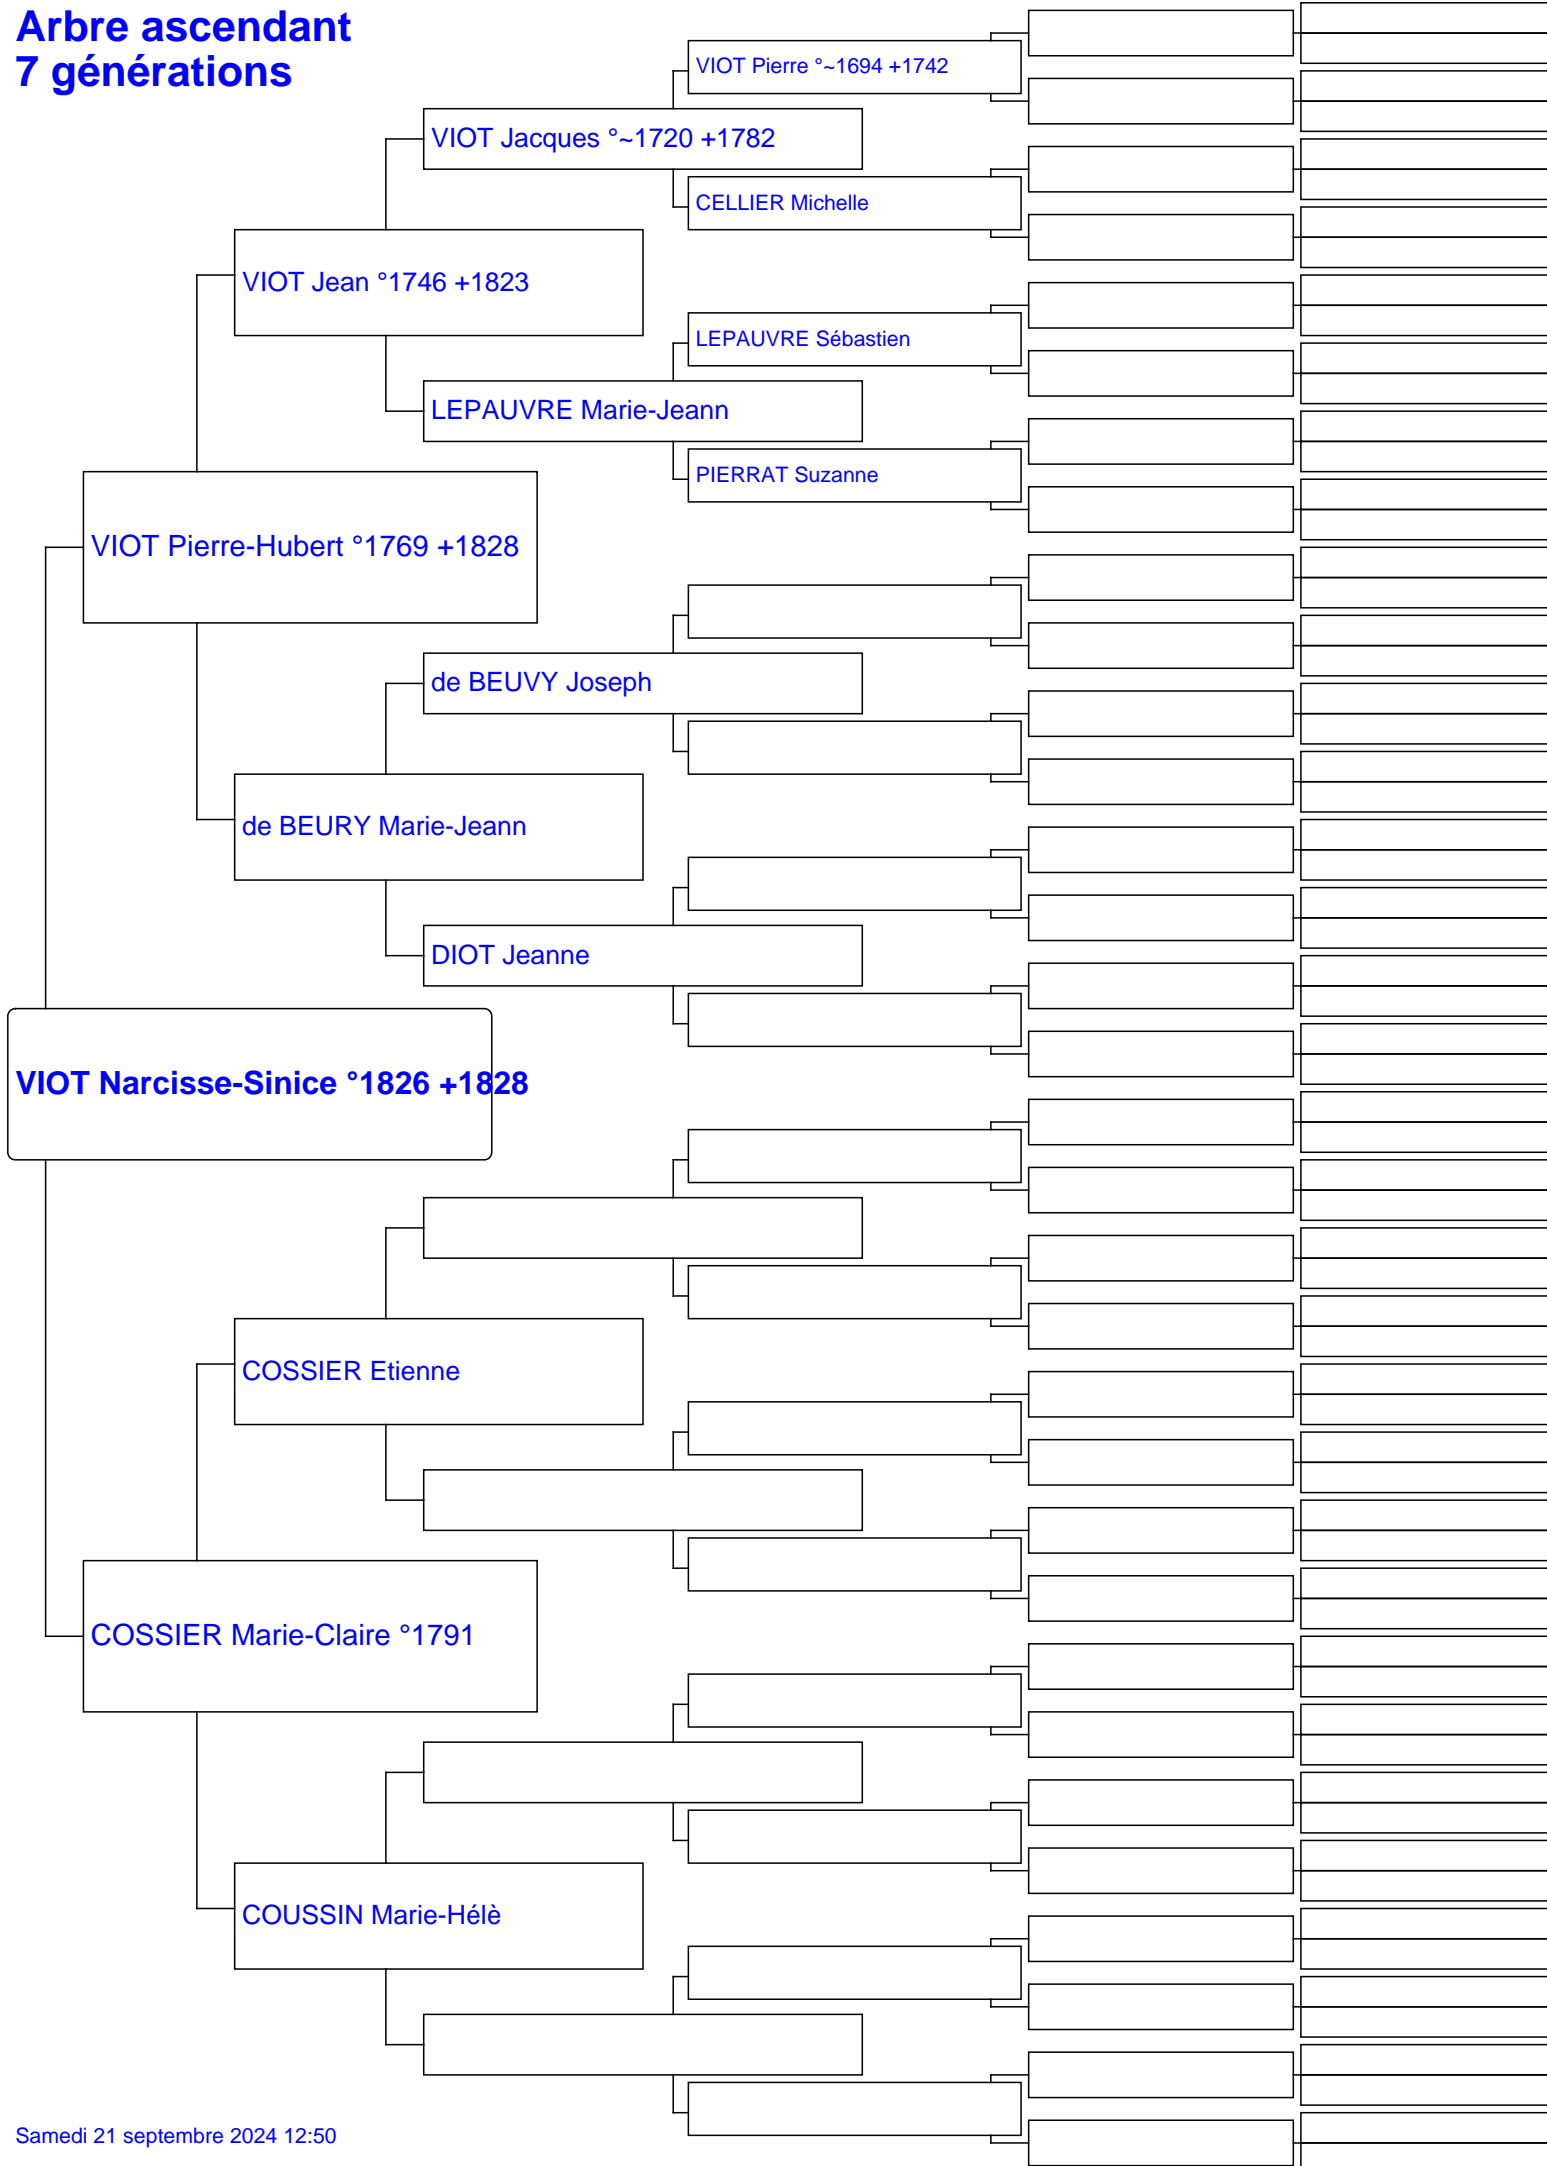 Arbre ascendant
7 générations
VIOT Pierre °~1694 +1742
VIOT Jacques °~1720 +1782
CELLIER Michelle
VIOT Jean °1746 +1823
LEPAUVRE Sébastien
LEPAUVRE Marie-Jeann
PIERRAT Suzanne
VIOT Pierre-Hubert °1769 +1828
de BEUVY Joseph
de BEURY Marie-Jeann
DIOT Jeanne
VIOT Narcisse-Sinice °1826 +1828
COSSIER Etienne
COSSIER Marie-Claire °1791
COUSSIN Marie-Hélè
Samedi 21 septembre 2024 12:50